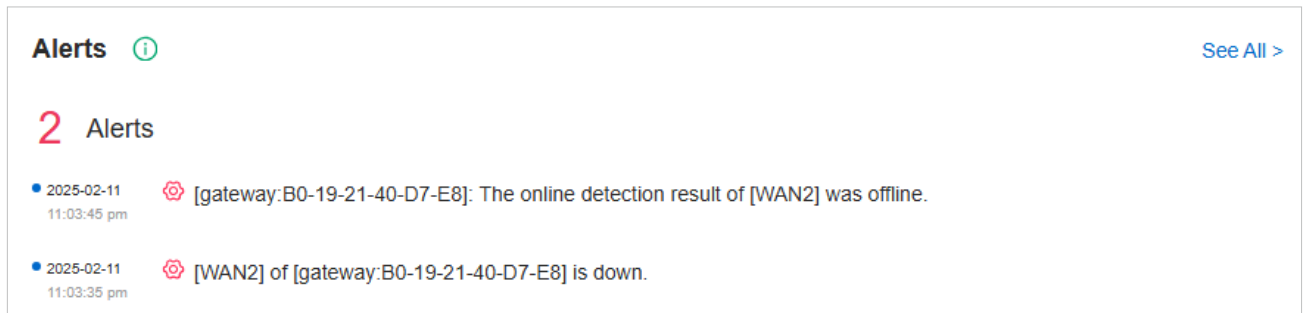 Alerts
See All >
2 Alerts
2025-02-11
11:03:45 pm
[gateway:B0-19-21-40-D7-E8]: The online detection result of [WAN2] was offline.
2025-02-11
11:03:35 pm
[WAN2] of [gateway:B0-19-21-40-D7-E8] is down.